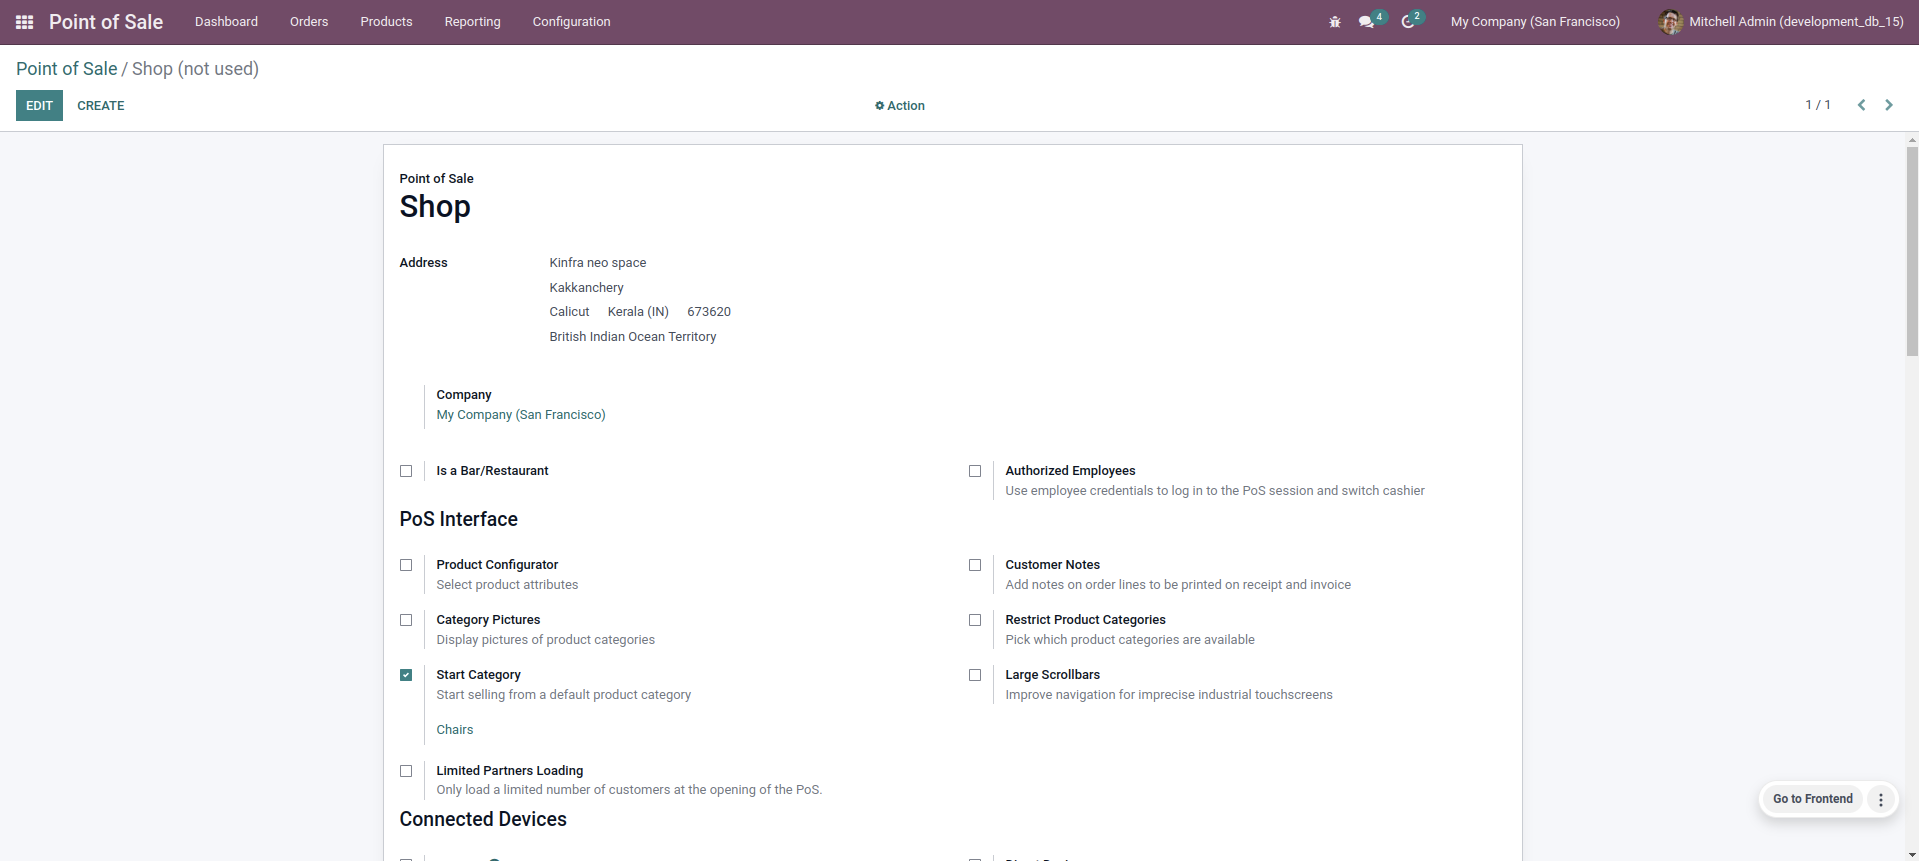 Point of Sale Dashboard Orders Products Reporting Configuration 4 2 My Company (San Francisco) Mitchell Admin (development_db_15)
Point of Sale / Shop (not used)
EDIT CREATE Action 1 / 1
Point of Sale
Shop
Address Kinfra neo space
Kakkanchery
Calicut Kerala (IN) 673620
British Indian Ocean Territory
Company
My Company (San Francisco)
Is a Bar/Restaurant
Authorized Employees
Use employee credentials to log in to the PoS session and switch cashier
PoS Interface
Product Configurator
Select product attributes
Customer Notes
Add notes on order lines to be printed on receipt and invoice
Category Pictures
Display pictures of product categories
Restrict Product Categories
Pick which product categories are available
Start Category
Start selling from a default product category
Chairs
Large Scrollbars
Improve navigation for imprecise industrial touchscreens
Limited Partners Loading
Only load a limited number of customers at the opening of the PoS.
Go to Frontend
Connected Devices